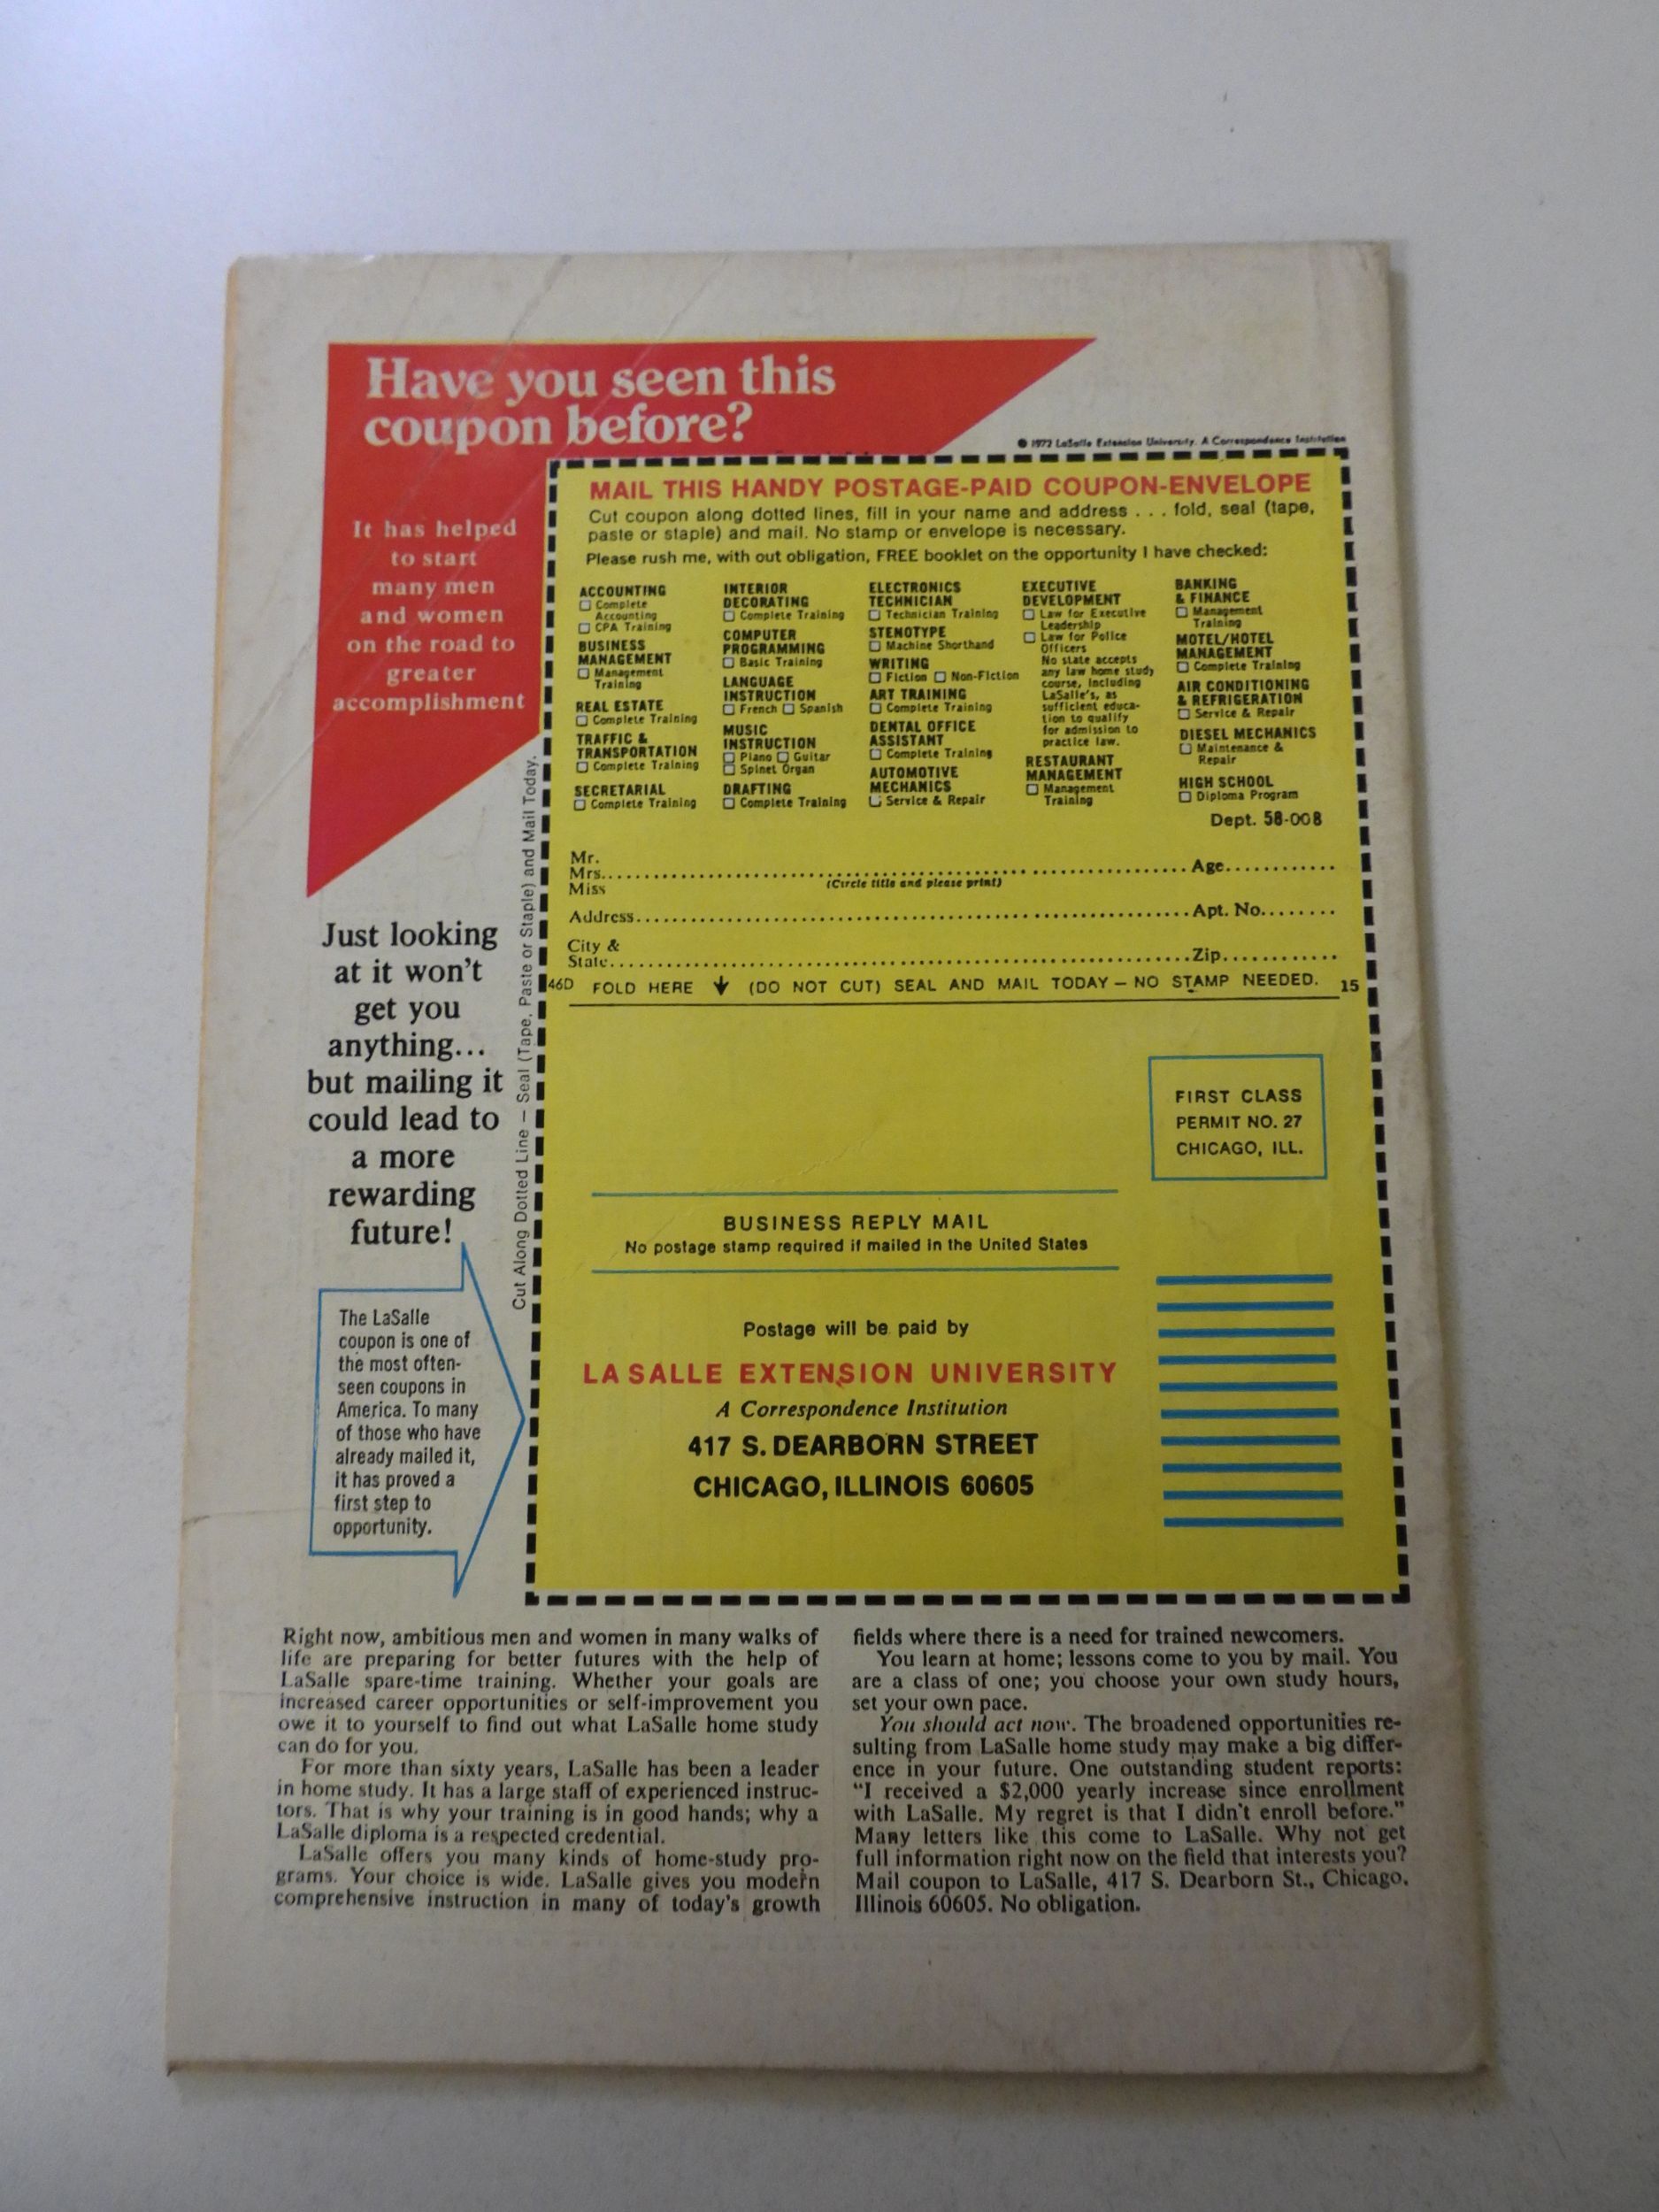 Have you seen this
coupon before?
It has helped
to start
many men
and women
on the road to
greater
accomplishment
Just looking
at it won't
get you
anything...
but mailing it
could lead to
a more
rewarding
future!
The LaSalle
coupon is one of
the most often-
seen coupons in
America. To many
of those who have
already mailed it,
it has proved a
first step to
opportunity.
Cut Along Dotted Line — Seal (Tape, Paste or Staple) and Mail Today.
© 1972 LaSalle Extension University. A Correspondence Institution
MAIL THIS HANDY POSTAGE-PAID COUPON-ENVELOPE
Cut coupon along dotted lines, fill in your name and address . . . fold, seal (tape,
paste or staple) and mail. No stamp or envelope is necessary.
Please rush me, with out obligation, FREE booklet on the opportunity I have checked:
ACCOUNTING
☐ Complete
Accounting
☐ CPA Training
BUSINESS
MANAGEMENT
☐ Management
Training
REAL ESTATE
☐ Complete Training
TRAFFIC &
TRANSPORTATION
☐ Complete Training
SECRETARIAL
☐ Complete Training
INTERIOR
DECORATING
☐ Complete Training
COMPUTER
PROGRAMMING
☐ Basic Training
LANGUAGE
INSTRUCTION
☐ French ☐ Spanish
MUSIC
INSTRUCTION
☐ Piano ☐ Guitar
☐ Spinet Organ
DRAFTING
☐ Complete Training
ELECTRONICS
TECHNICIAN
☐ Technician Training
STENOTYPE
☐ Machine Shorthand
WRITING
☐ Fiction ☐ Non-Fiction
ART TRAINING
☐ Complete Training
DENTAL OFFICE
ASSISTANT
☐ Complete Training
AUTOMOTIVE
MECHANICS
☐ Service & Repair
EXECUTIVE
DEVELOPMENT
☐ Law for Executive
Leadership
☐ Law for Police
Officers
No state accepts
any law home study
course, including
LaSalle's, as
sufficient educa-
tion to qualify
for admission to
practice law.
RESTAURANT
MANAGEMENT
☐ Management
Training
BANKING
& FINANCE
☐ Management
Training
MOTEL/HOTEL
MANAGEMENT
☐ Complete Training
AIR CONDITIONING
& REFRIGERATION
☐ Service & Repair
DIESEL MECHANICS
☐ Maintenance &
Repair
HIGH SCHOOL
☐ Diploma Program
Dept. 58-008
Mr.
Mrs. Age
Miss (Circle title and please print)
Address Apt. No.
City &
State Zip
46D FOLD HERE ↓ (DO NOT CUT) SEAL AND MAIL TODAY — NO STAMP NEEDED. 15
FIRST CLASS
PERMIT NO. 27
CHICAGO, ILL.
BUSINESS REPLY MAIL
No postage stamp required if mailed in the United States
Postage will be paid by
LA SALLE EXTENSION UNIVERSITY
A Correspondence Institution
417 S. DEARBORN STREET
CHICAGO, ILLINOIS 60605
Right now, ambitious men and women in many walks of
life are preparing for better futures with the help of
LaSalle spare-time training. Whether your goals are
increased career opportunities or self-improvement you
owe it to yourself to find out what LaSalle home study
can do for you.
For more than sixty years, LaSalle has been a leader
in home study. It has a large staff of experienced instruc-
tors. That is why your training is in good hands; why a
LaSalle diploma is a respected credential.
LaSalle offers you many kinds of home-study pro-
grams. Your choice is wide. LaSalle gives you modern
comprehensive instruction in many of today's growth
fields where there is a need for trained newcomers.
You learn at home; lessons come to you by mail. You
are a class of one; you choose your own study hours,
set your own pace.
You should act now. The broadened opportunities re-
sulting from LaSalle home study may make a big differ-
ence in your future. One outstanding student reports:
"I received a $2,000 yearly increase since enrollment
with LaSalle. My regret is that I didn't enroll before."
Many letters like this come to LaSalle. Why not get
full information right now on the field that interests you?
Mail coupon to LaSalle, 417 S. Dearborn St., Chicago,
Illinois 60605. No obligation.